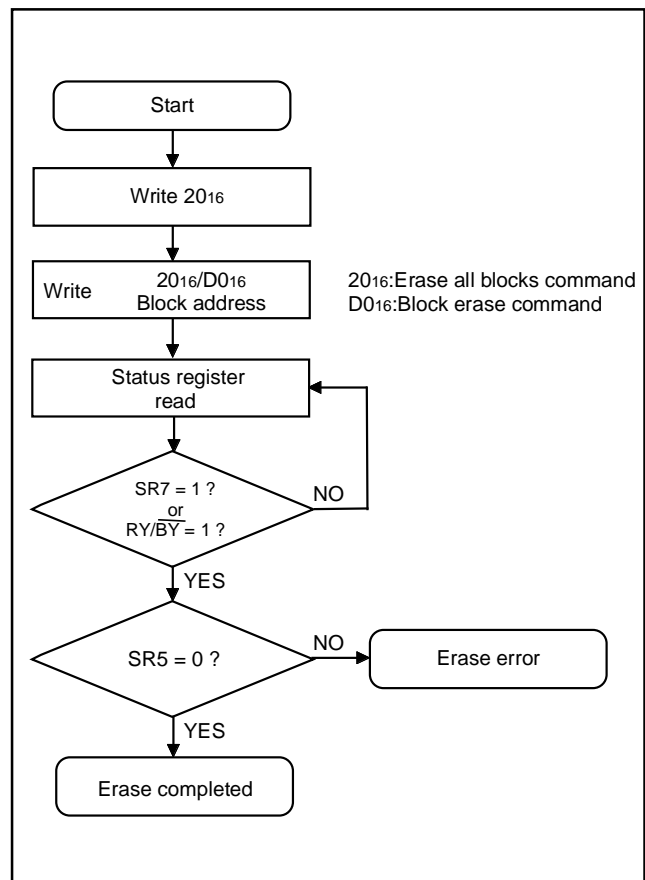 Start
Write 2016
Write 2016/D016
Block address
2016:Erase all blocks command
D016:Block erase command
Status register
read
SR7 = 1 ?
or
RY/BY = 1 ?
NO
YES
SR5 = 0 ?
NO
Erase error
YES
Erase completed